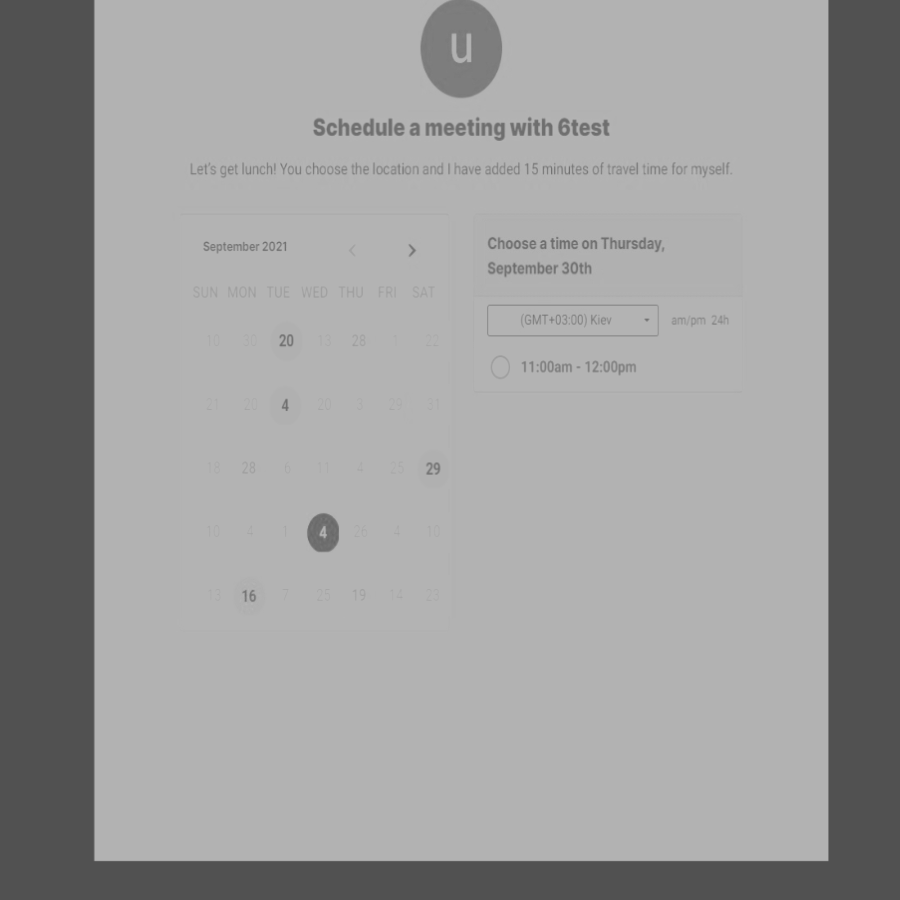 u
Schedule a meeting with 6test
Let's get lunch! You choose the location and I have added 15 minutes of travel time for myself.
September 2021
SUN MON TUE WED THU FRI SAT
30 20 13 28 22
21 20 4 20 3 29 31
18 28 6 11 4 25 29
10 4 1 4 26 4 10
13 16 7 25 19 14 23
Choose a time on Thursday,
September 30th
(GMT+03:00) Kiev am/pm 24h
11:00am - 12:00pm